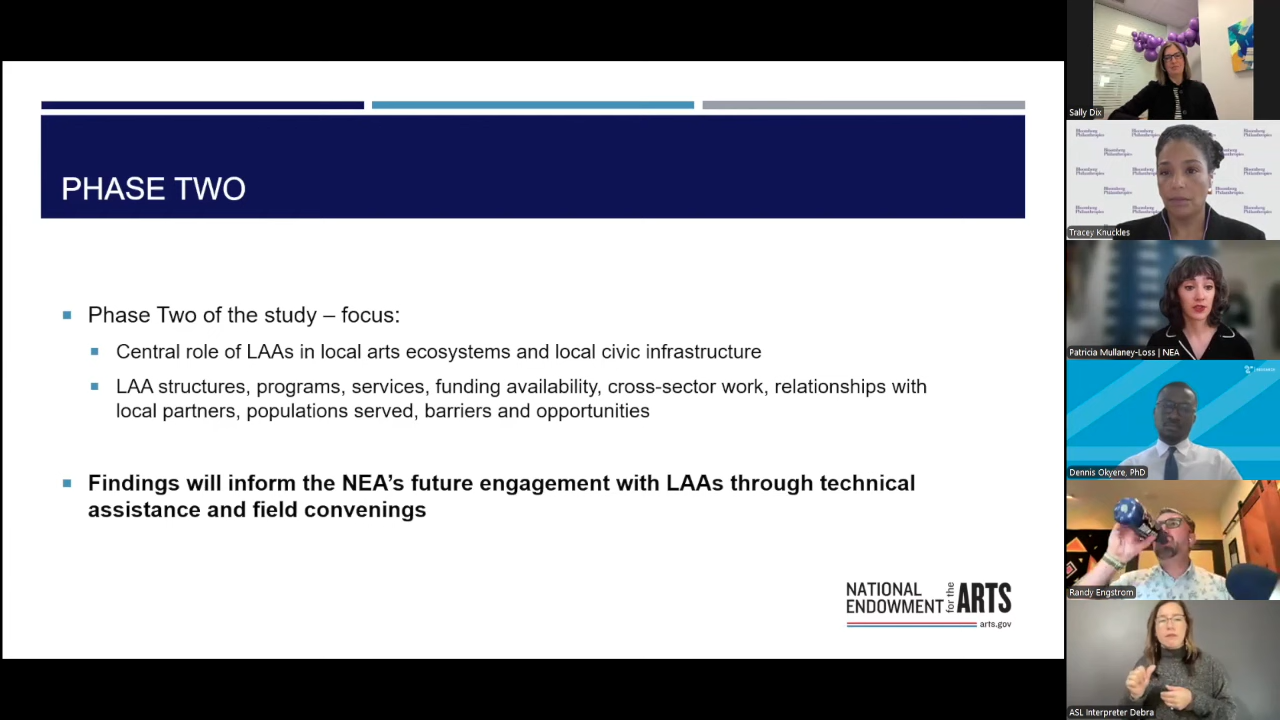 PHASE TWO
Phase Two of the study – focus:
Central role of LAAs in local arts ecosystems and local civic infrastructure
LAA structures, programs, services, funding availability, cross-sector work, relationships with
local partners, populations served, barriers and opportunities
Findings will inform the NEA's future engagement with LAAs through technical
assistance and field convenings
NATIONAL
ENDOWMENT for the ARTS
arts.gov
Sally Dix
Bloomberg
Philanthropies
Tracey Knuckles
Patricia Mullaney-Loss | NEA
Dennis Okyere, PhD
Randy Engstrom
ASL Interpreter Debra